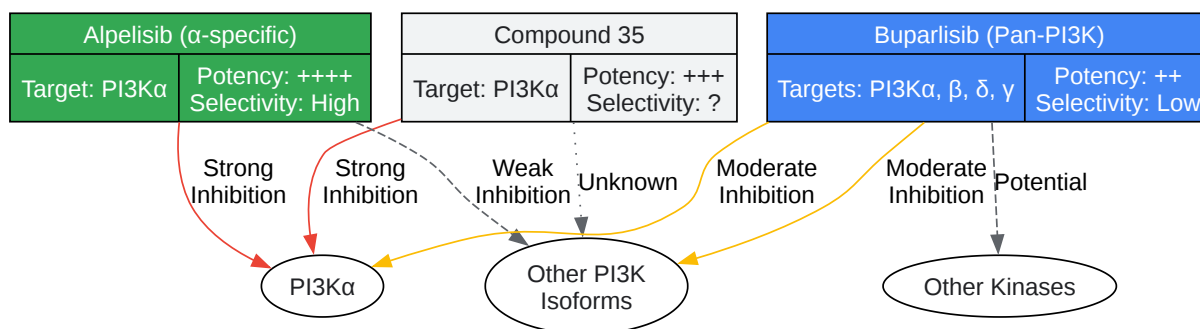 Alpelisib (α-specific)
Target: PI3Kα
Potency: ++++
Selectivity: High
Compound 35
Target: PI3Kα
Potency: +++
Selectivity: ?
Buparlisib (Pan-PI3K)
Targets: PI3Kα, β, δ, γ
Potency: ++
Selectivity: Low
Strong
Inhibition
Strong
Inhibition
Weak
Inhibition
Unknown
Moderate
Inhibition
Moderate
Inhibition
Potential
PI3Kα
Other PI3K
Isoforms
Other Kinases